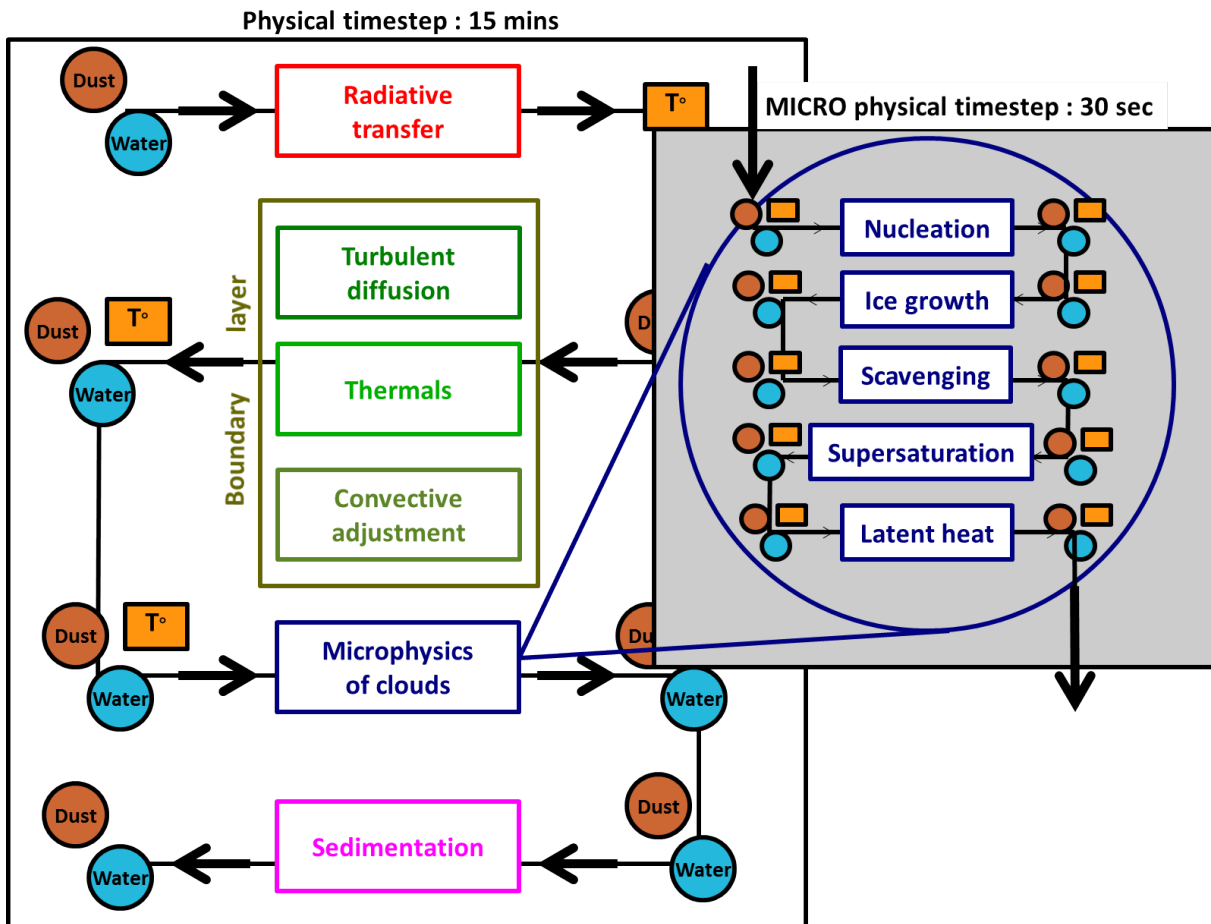 Physical timestep : 15 mins
Dust
Water
Radiative
transfer
T°
MICRO physical timestep : 30 sec
Nucleation
Ice growth
Scavenging
Supersaturation
Latent heat
Boundary layer
Turbulent
diffusion
Thermals
Convective
adjustment
Dust
T°
Water
Dust
T°
Water
Microphysics
of clouds
Water
Dust
Water
Sedimentation
Dust
Water